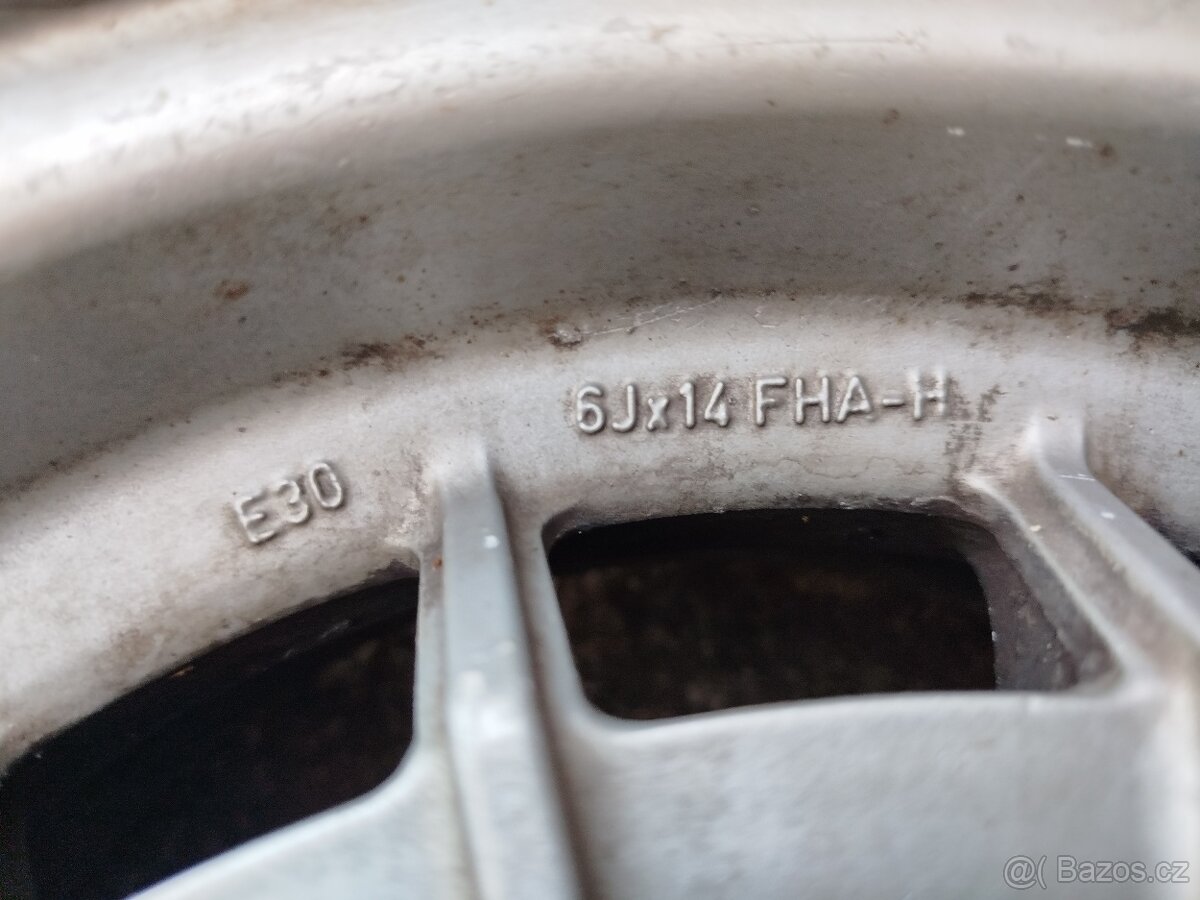 E30
6Jx14 FHA-H
@( Bazos.cz